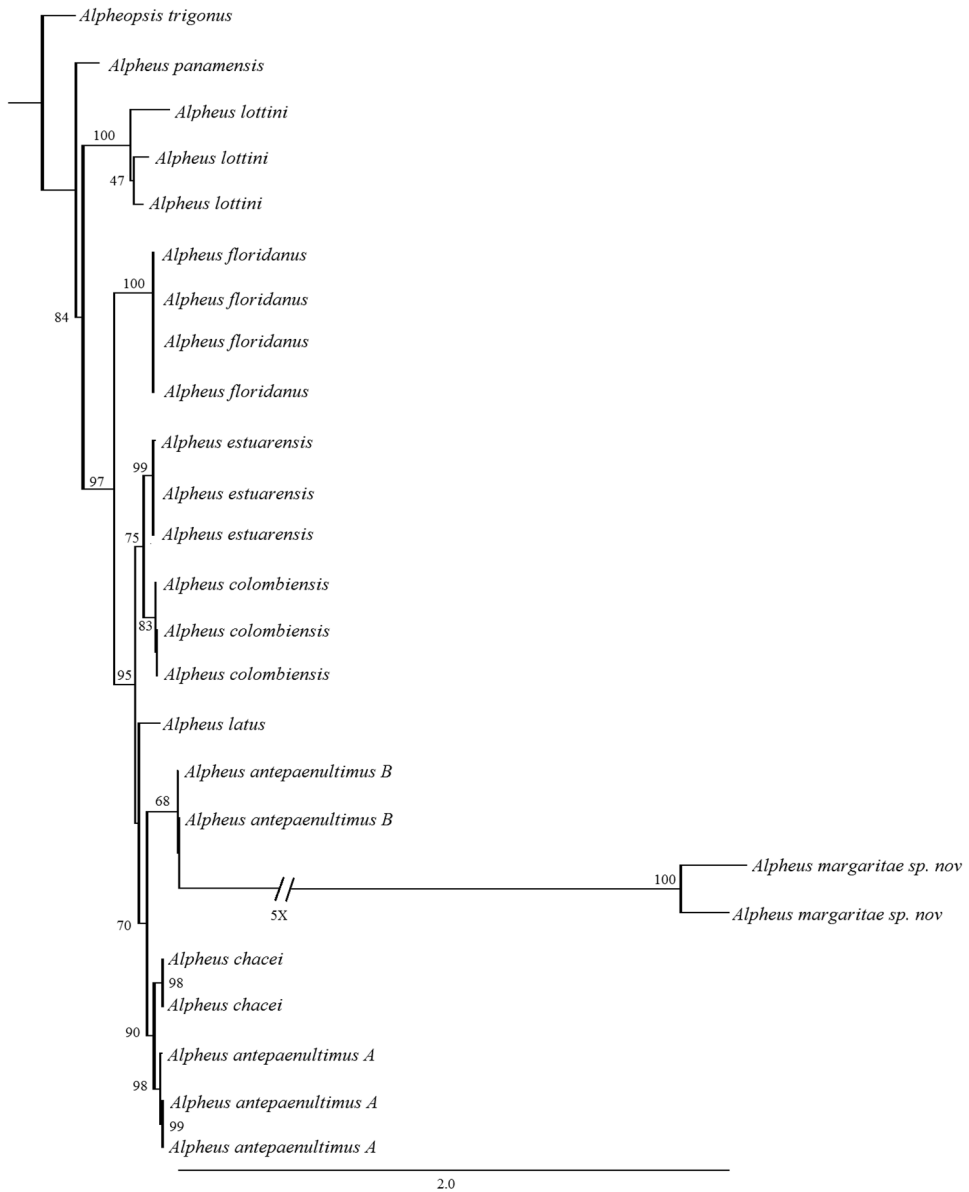 Alpheopsis trigonus
Alpheus panamensis
Alpheus lottini
100
Alpheus lottini
47
Alpheus lottini
Alpheus floridanus
100
Alpheus floridanus
84
Alpheus floridanus
Alpheus floridanus
Alpheus estuarensis
99
97
Alpheus estuarensis
Alpheus estuarensis
75
Alpheus colombiensis
83
Alpheus colombiensis
Alpheus colombiensis
95
Alpheus latus
Alpheus antepaenultimus B
68
Alpheus antepaenultimus B
Alpheus margaritae sp. nov
100
5X
Alpheus margaritae sp. nov
70
Alpheus chacei
98
Alpheus chacei
90
Alpheus antepaenultimus A
98
Alpheus antepaenultimus A
99
Alpheus antepaenultimus A
2.0